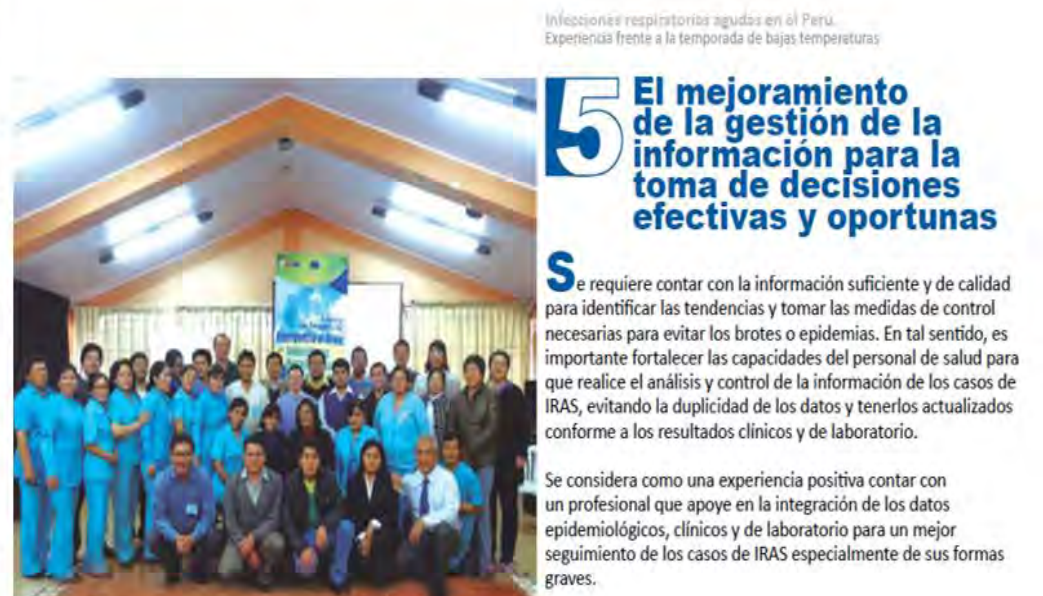 Infecciones respiratorias agudas en el Perú.
Experiencia frente a la temporada de bajas temperaturas
5 El mejoramiento
de la gestión de la
información para la
toma de decisiones
efectivas y oportunas
Se requiere contar con la información suficiente y de calidad
para identificar las tendencias y tomar las medidas de control
necesarias para evitar los brotes o epidemias. En tal sentido, es
importante fortalecer las capacidades del personal de salud para
que realice el análisis y control de la información de los casos de
IRAS, evitando la duplicidad de los datos y tenerlos actualizados
conforme a los resultados clínicos y de laboratorio.
Se considera como una experiencia positiva contar con
un profesional que apoye en la integración de los datos
epidemiológicos, clínicos y de laboratorio para un mejor
seguimiento de los casos de IRAS especialmente de sus formas
graves.